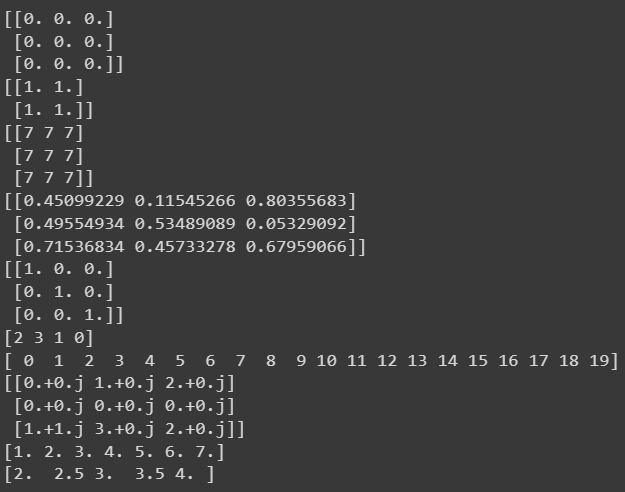 [[0. 0. 0.]
 [0. 0. 0.]
 [0. 0. 0.]]
[[1. 1.]
 [1. 1.]]
[[7 7 7]
 [7 7 7]
 [7 7 7]]
[[0.45099229 0.11545266 0.80355683]
 [0.49554934 0.53489089 0.05329092]
 [0.71536834 0.45733278 0.67959066]]
[[1. 0. 0.]
 [0. 1. 0.]
 [0. 0. 1.]]
[2 3 1 0]
[ 0  1  2  3  4  5  6  7  8  9 10 11 12 13 14 15 16 17 18 19]
[[0.+0.j 1.+0.j 2.+0.j]
 [0.+0.j 0.+0.j 0.+0.j]
 [1.+1.j 3.+0.j 2.+0.j]]
[1. 2. 3. 4. 5. 6. 7.]
[2.  2.5 3.  3.5 4. ]